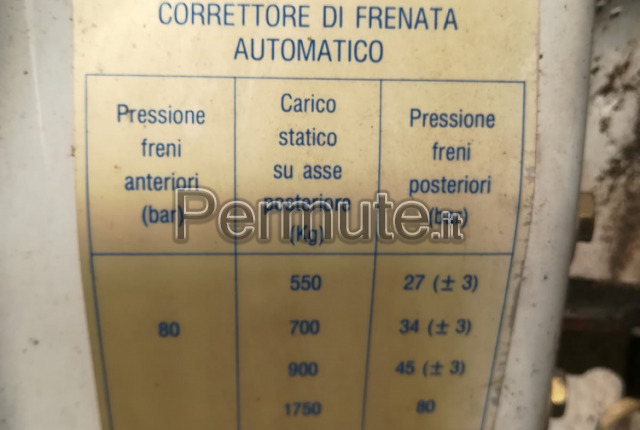 CORRETTORE DI FRENATA
AUTOMATICO
Pressione
freni
anteriori
(bar)
Carico
statico
su asse
posteriore
(Kg)
Pressione
freni
posteriori
(bar)
Permute.it
80
550
27 (± 3)
700
34 (± 3)
900
45 (± 3)
1750
80